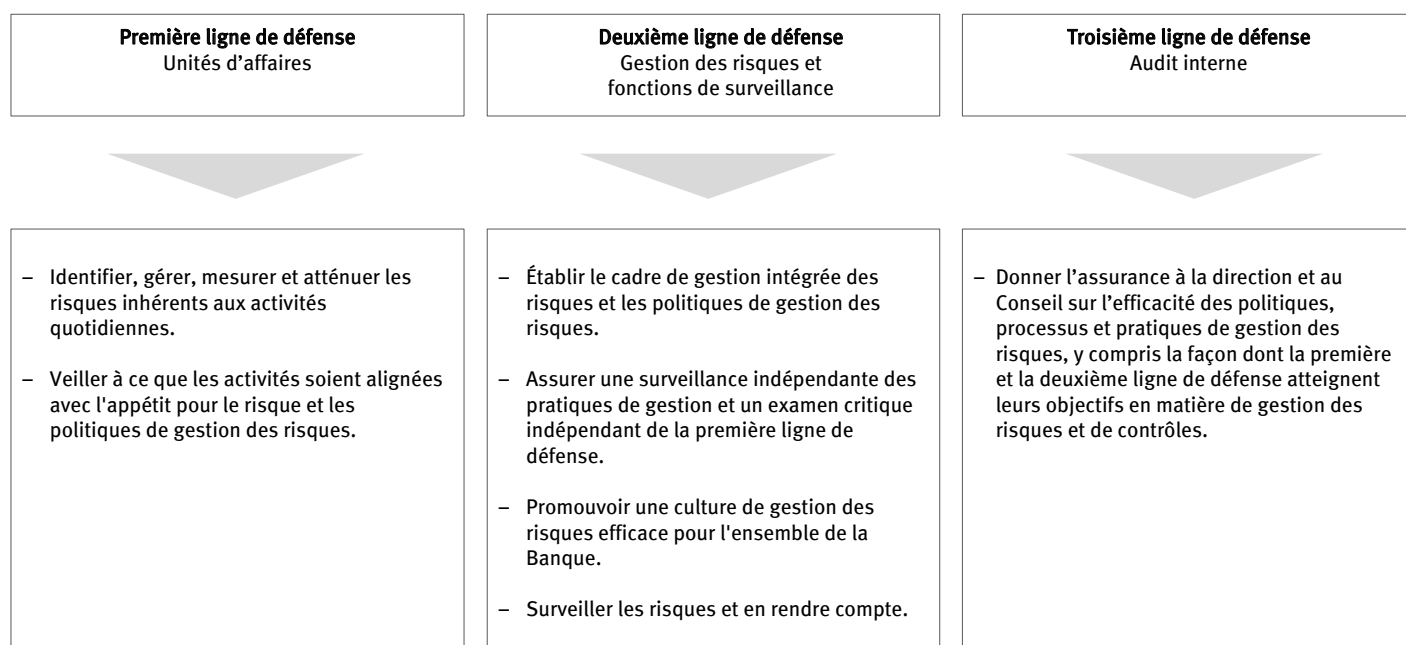 Première ligne de défense
Unités d’affaires
Deuxième ligne de défense
Gestion des risques et
fonctions de surveillance
Troisième ligne de défense
Audit interne
– Identifier, gérer, mesurer et atténuer les
risques inhérents aux activités
quotidiennes.
– Veiller à ce que les activités soient alignées
avec l'appétit pour le risque et les
politiques de gestion des risques.
– Établir le cadre de gestion intégrée des
risques et les politiques de gestion des
risques.
– Assurer une surveillance indépendante des
pratiques de gestion et un examen critique
indépendant de la première ligne de
défense.
– Promouvoir une culture de gestion des
risques efficace pour l'ensemble de la
Banque.
– Surveiller les risques et en rendre compte.
– Donner l’assurance à la direction et au
Conseil sur l’efficacité des politiques,
processus et pratiques de gestion des
risques, y compris la façon dont la première
et la deuxième ligne de défense atteignent
leurs objectifs en matière de gestion des
risques et de contrôles.